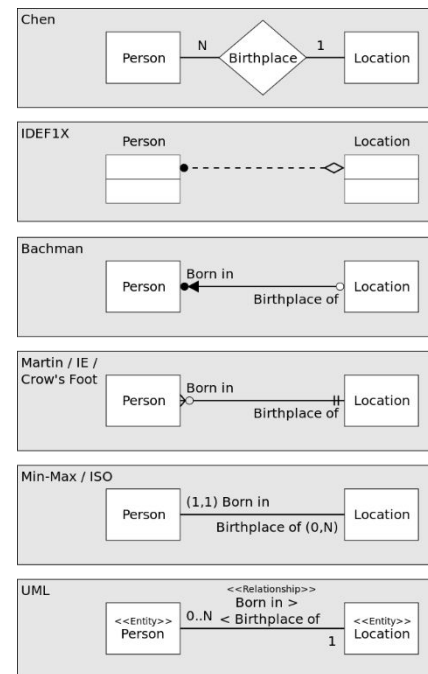 Chen
Person
N
Birthplace
1
Location
IDEF1X
Person
Location
Bachman
Person
Born in
Birthplace of
Location
Martin / IE /
Crow's Foot
Person
Born in
Birthplace of
Location
Min-Max / ISO
Person
(1,1) Born in
Birthplace of (0,N)
Location
UML
<<Entity>>
Person
0..N
<<Relationship>>
Born in >
< Birthplace of
1
<<Entity>>
Location